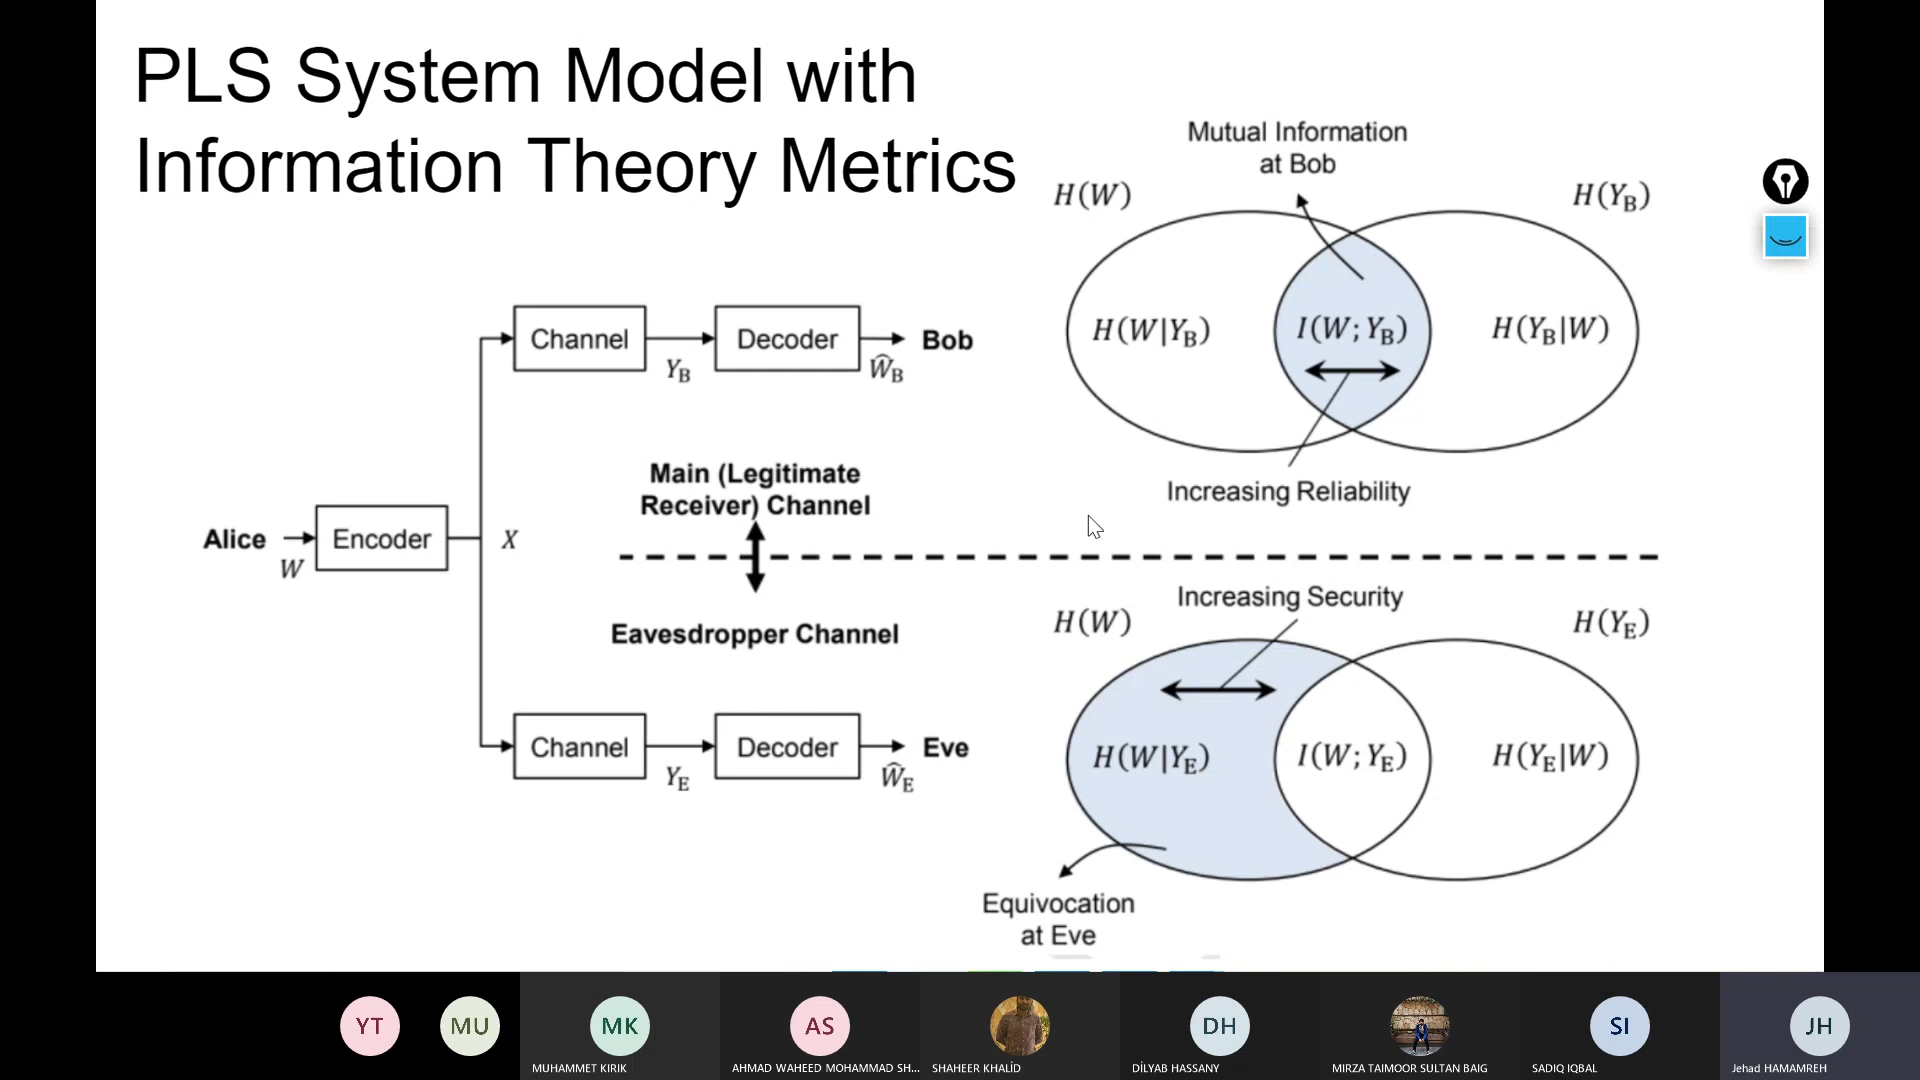 PLS System Model with
Information Theory Metrics
Mutual Information
at Bob
H(W)
H(Y_B)
H(W|Y_B)
I(W; Y_B)
H(Y_B|W)
Increasing Reliability
Channel
Y_B
Decoder
Ŵ_B
Bob
Main (Legitimate
Receiver) Channel
Alice
W
Encoder
X
Eavesdropper Channel
Channel
Y_E
Decoder
Ŵ_E
Eve
Increasing Security
H(W)
H(Y_E)
H(W|Y_E)
I(W; Y_E)
H(Y_E|W)
Equivocation
at Eve
YT
MU
MK
MUHAMMET KIRIK
AS
AHMAD WAHEED MOHAMMAD SH...
SHAHEER KHALİD
DH
DİLYAB HASSANY
MIRZA TAIMOOR SULTAN BAIG
SI
SADIQ IQBAL
JH
Jehad HAMAMREH